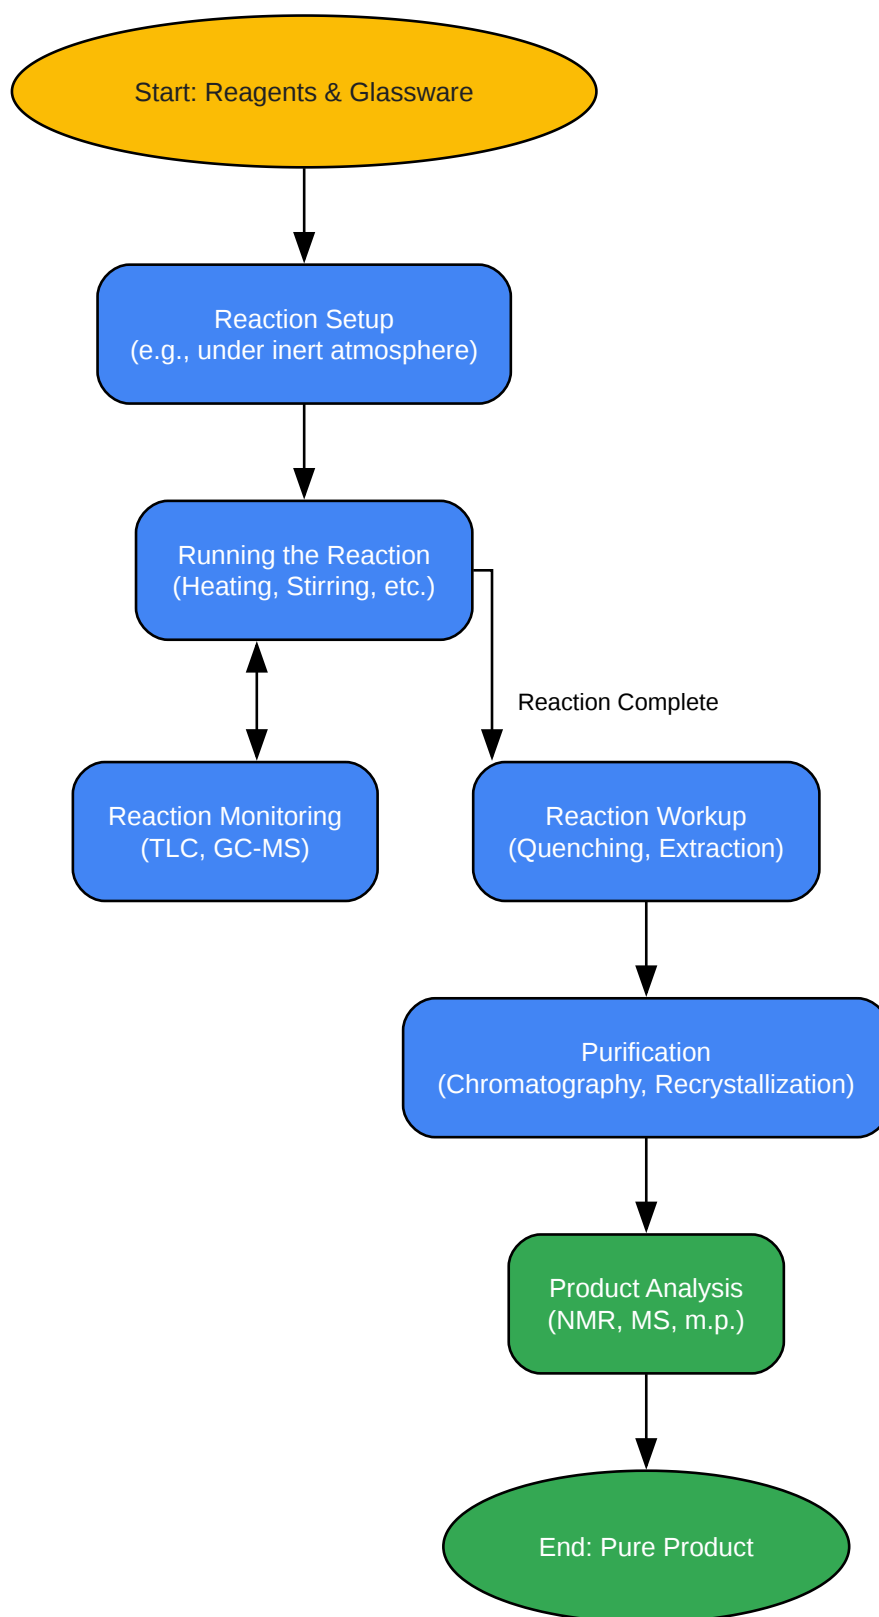 Start: Reagents & Glassware
Reaction Setup
(e.g., under inert atmosphere)
Running the Reaction
(Heating, Stirring, etc.)
Reaction Complete
Reaction Monitoring
(TLC, GC-MS)
Reaction Workup
(Quenching, Extraction)
Purification
(Chromatography, Recrystallization)
Product Analysis
(NMR, MS, m.p.)
End: Pure Product